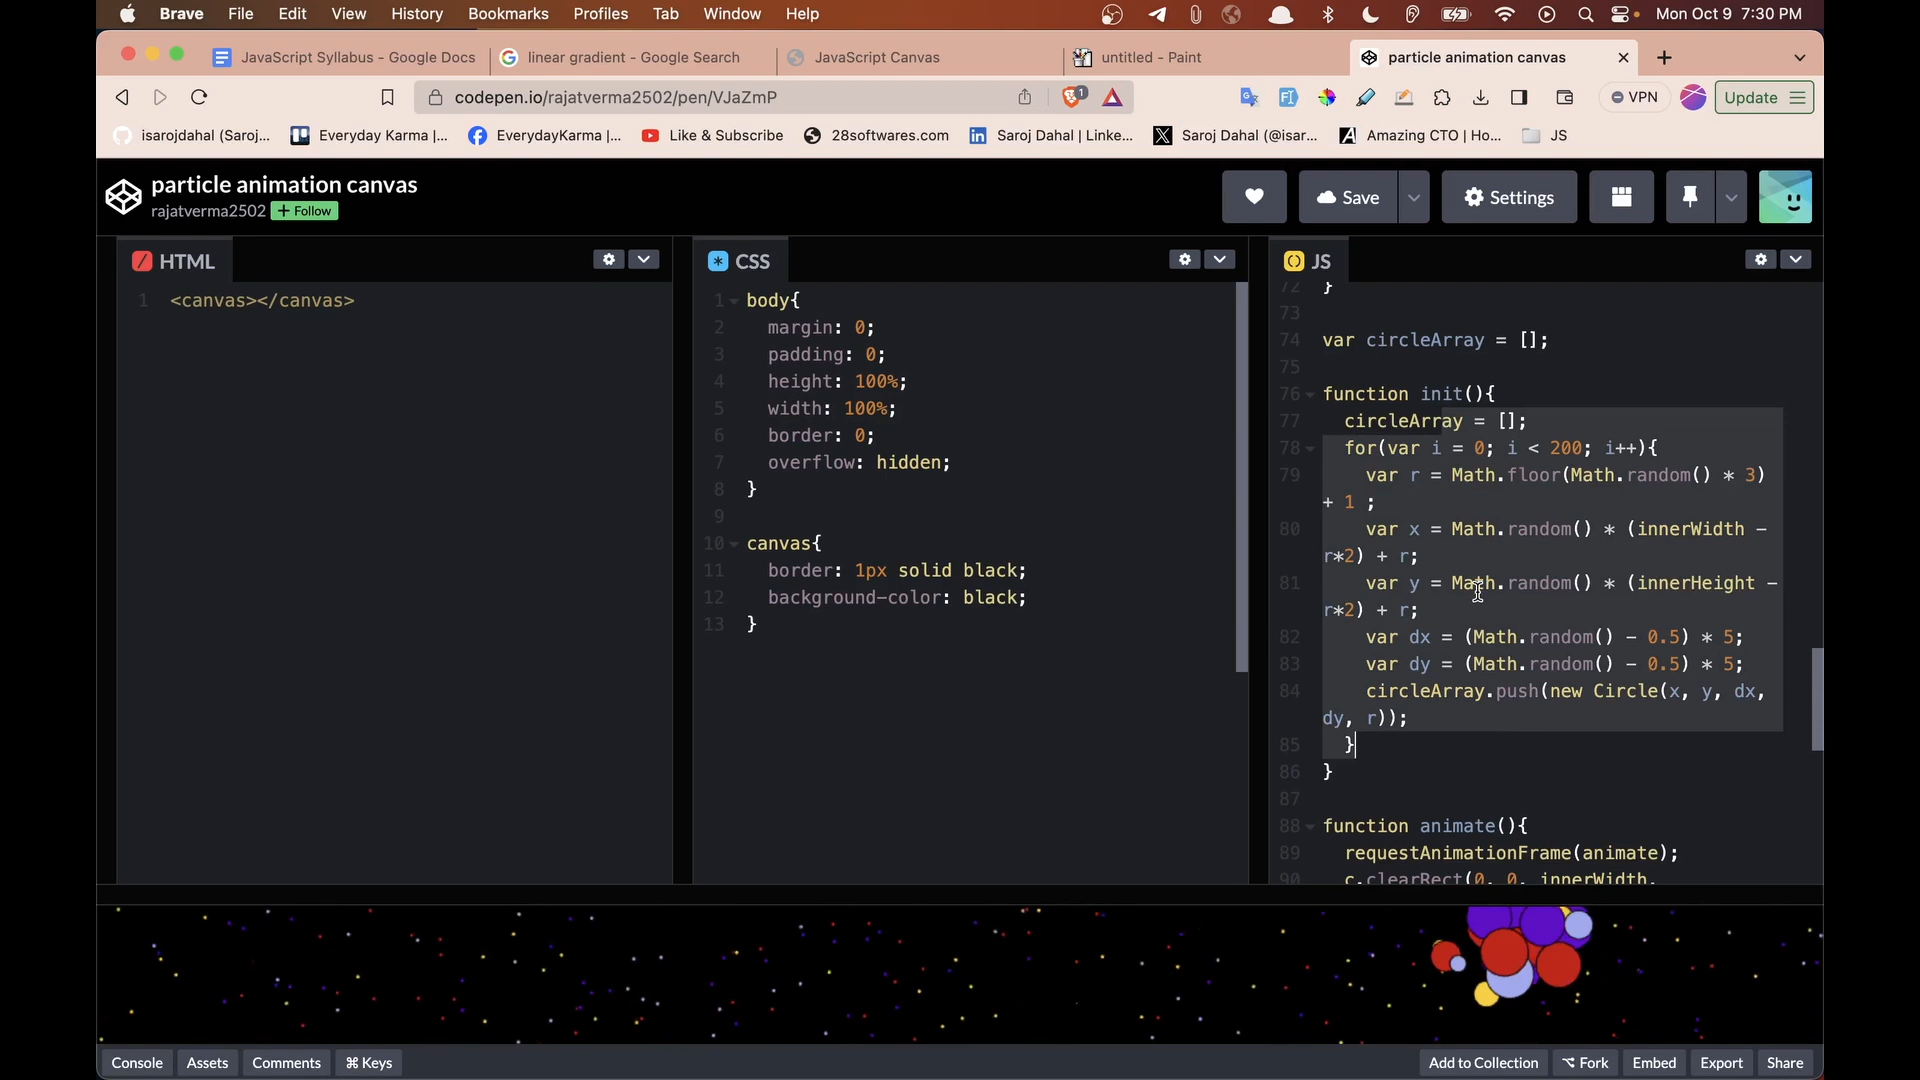 Brave File Edit View History Bookmarks Profiles Tab Window Help Mon Oct 9 7:30 PM
JavaScript Syllabus - Google Docs linear gradient - Google Search JavaScript Canvas untitled - Paint particle animation canvas
codepen.io/rajatverma2502/pen/VJaZmP 1 VPN Update
isarojdahal (Saroj... Everyday Karma |... EverydayKarma |... Like & Subscribe 28softwares.com Saroj Dahal | Linke... Saroj Dahal (@isar... Amazing CTO | Ho... JS
particle animation canvas
rajatverma2502 + Follow
Save Settings
HTML
1 <canvas></canvas>
CSS
1 body{
2 margin: 0;
3 padding: 0;
4 height: 100%;
5 width: 100%;
6 border: 0;
7 overflow: hidden;
8 }
9
10 canvas{
11 border: 1px solid black;
12 background-color: black;
13 }
JS
72 }
73
74 var circleArray = [];
75
76 function init(){
77 circleArray = [];
78 for(var i = 0; i < 200; i++){
79 var r = Math.floor(Math.random() * 3)
+ 1 ;
80 var x = Math.random() * (innerWidth -
r*2) + r;
81 var y = Math.random() * (innerHeight -
r*2) + r;
82 var dx = (Math.random() - 0.5) * 5;
83 var dy = (Math.random() - 0.5) * 5;
84 circleArray.push(new Circle(x, y, dx,
dy, r));
85 }
86 }
87
88 function animate(){
89 requestAnimationFrame(animate);
90 c.clearRect(0, 0, innerWidth,
Console Assets Comments ⌘ Keys Add to Collection Fork Embed Export Share